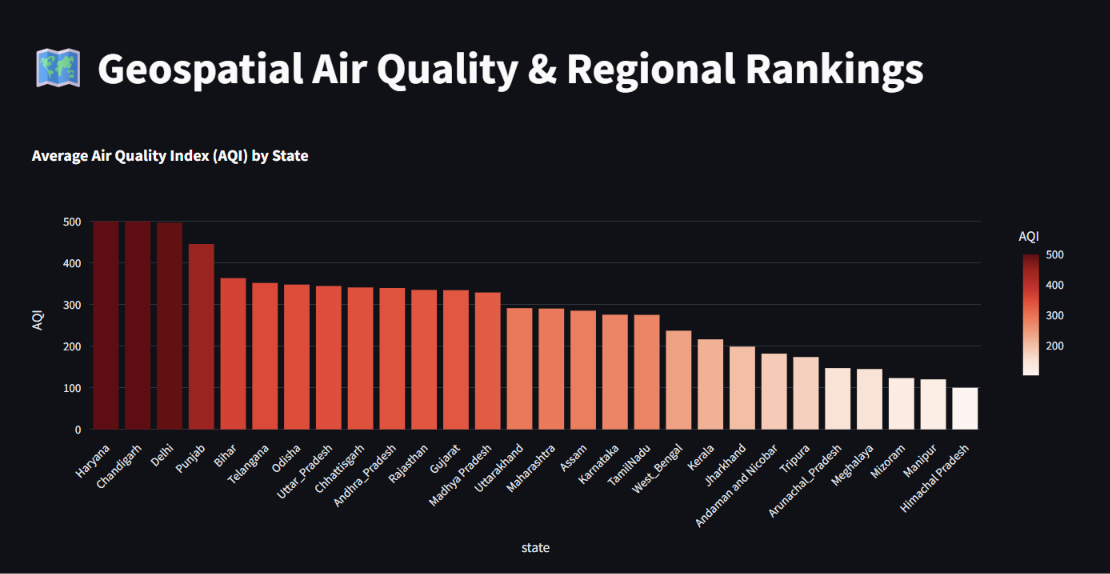 Geospatial Air Quality & Regional Rankings
Average Air Quality Index (AQI) by State
AQI
500
400
300
200
100
0
Haryana
Chandigarh
Delhi
Punjab
Bihar
Telangana
Odisha
Uttar_Pradesh
Chhattisgarh
Andhra_Pradesh
Rajasthan
Gujarat
Madhya Pradesh
Uttarakhand
Maharashtra
Assam
Karnataka
TamilNadu
West_Bengal
Kerala
Jharkhand
Andaman and Nicobar
Tripura
Arunachal_Pradesh
Meghalaya
Mizoram
Manipur
Himachal Pradesh
state
AQI
500
400
300
200